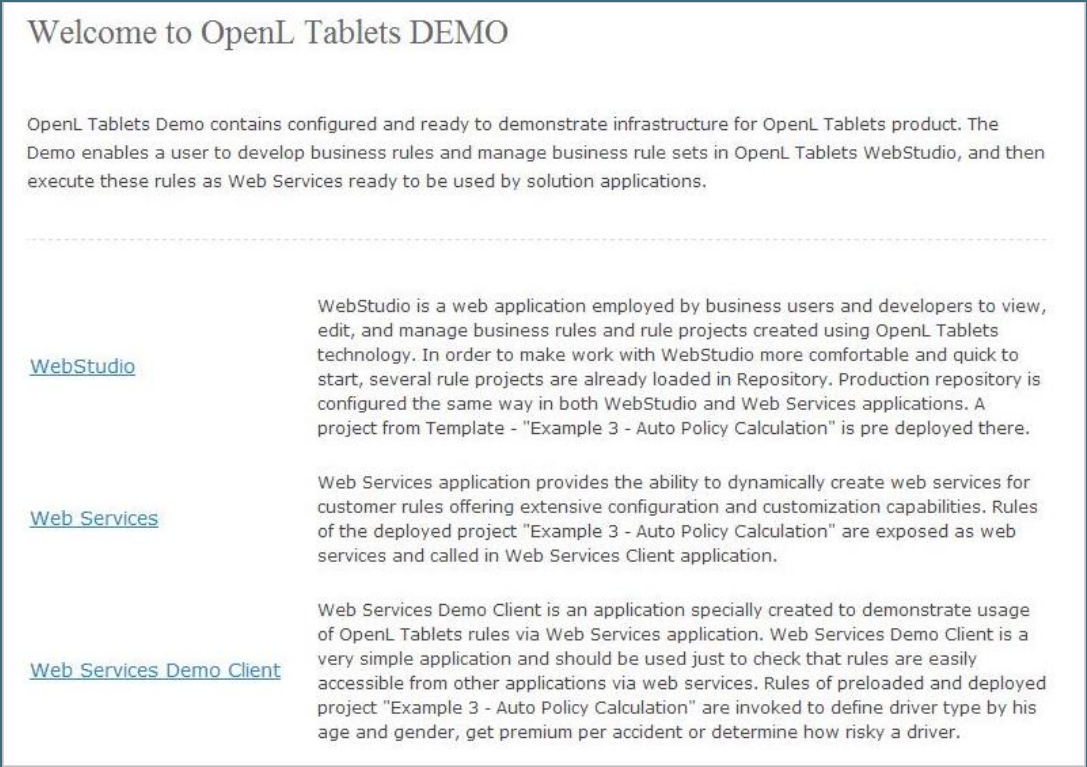 Welcome to OpenL Tablets DEMO
OpenL Tablets Demo contains configured and ready to demonstrate infrastructure for OpenL Tablets product. The
Demo enables a user to develop business rules and manage business rule sets in OpenL Tablets WebStudio, and then
execute these rules as Web Services ready to be used by solution applications.
WebStudio
WebStudio is a web application employed by business users and developers to view,
edit, and manage business rules and rule projects created using OpenL Tablets
technology. In order to make work with WebStudio more comfortable and quick to
start, several rule projects are already loaded in Repository. Production repository is
configured the same way in both WebStudio and Web Services applications. A
project from Template - "Example 3 - Auto Policy Calculation" is pre deployed there.
Web Services
Web Services application provides the ability to dynamically create web services for
customer rules offering extensive configuration and customization capabilities. Rules
of the deployed project "Example 3 - Auto Policy Calculation" are exposed as web
services and called in Web Services Client application.
Web Services Demo Client
Web Services Demo Client is an application specially created to demonstrate usage
of OpenL Tablets rules via Web Services application. Web Services Demo Client is a
very simple application and should be used just to check that rules are easily
accessible from other applications via web services. Rules of preloaded and deployed
project "Example 3 - Auto Policy Calculation" are invoked to define driver type by his
age and gender, get premium per accident or determine how risky a driver.